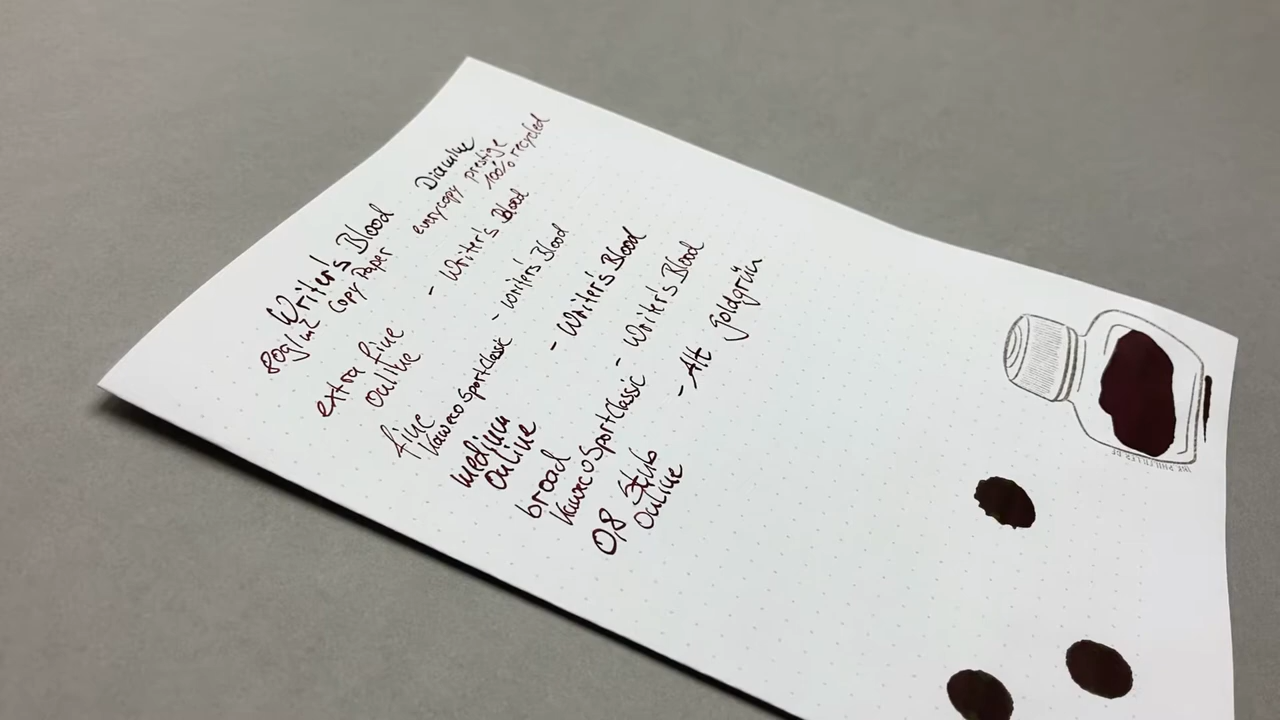 Writer's Blood Diamine
80g/m² Copy Paper everycopy prestige
100% recycled
extra fine - Writer's Blood
Online
fine - Writer's Blood
Kaweco Sport Classic
medium - Writer's Blood
Online
broad - Writer's Blood
Kaweco Sport Classic
0,8 Stub - Alt Goldgrün
Online